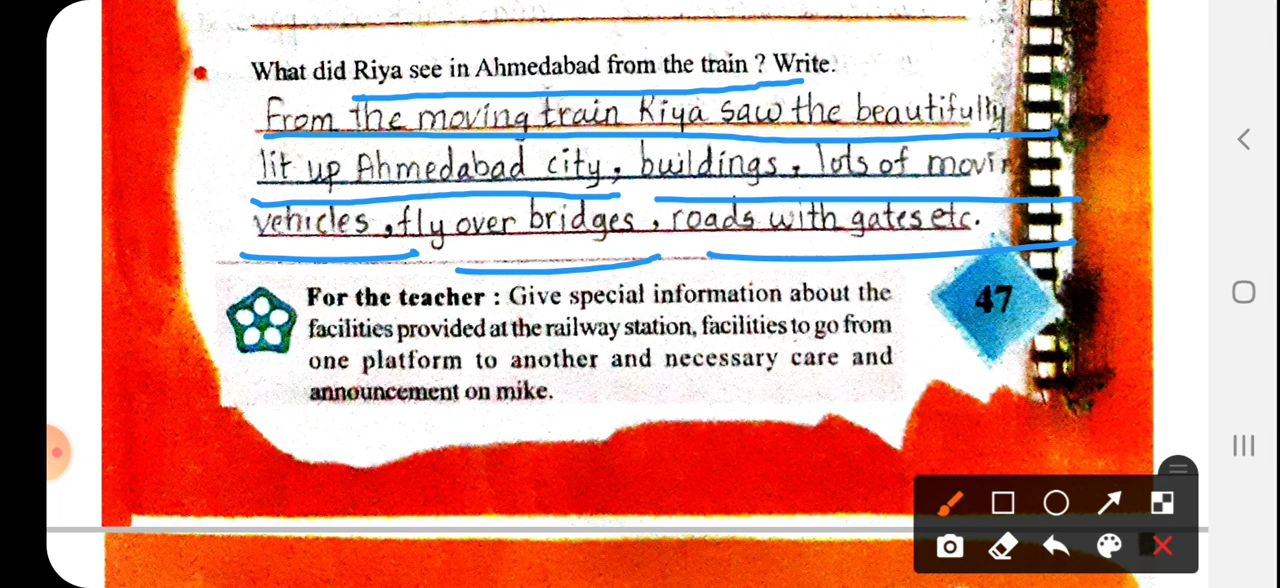 What did Riya see in Ahmedabad from the train ? Write.
From the moving train Riya saw the beautifully
lit up Ahmedabad city, buildings, lots of movin
vehicles, fly over bridges, roads with gates etc.
For the teacher : Give special information about the
facilities provided at the railway station, facilities to go from
one platform to another and necessary care and
announcement on mike.
47